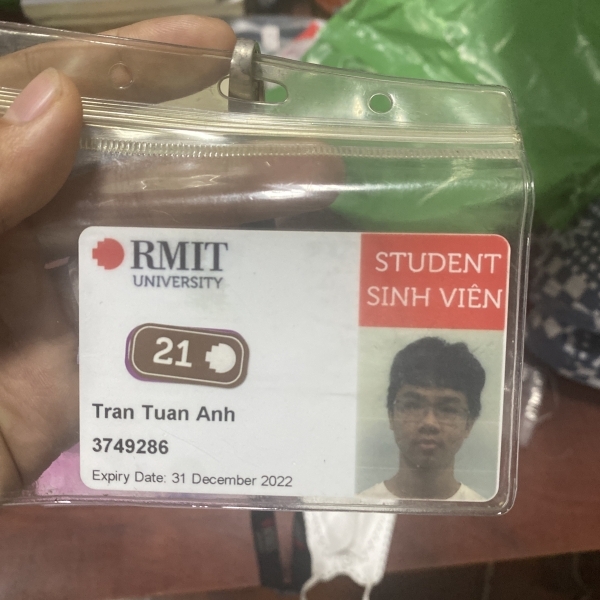 RMIT
UNIVERSITY
STUDENT
SINH VIÊN
21
Tran Tuan Anh
3749286
Expiry Date: 31 December 2022